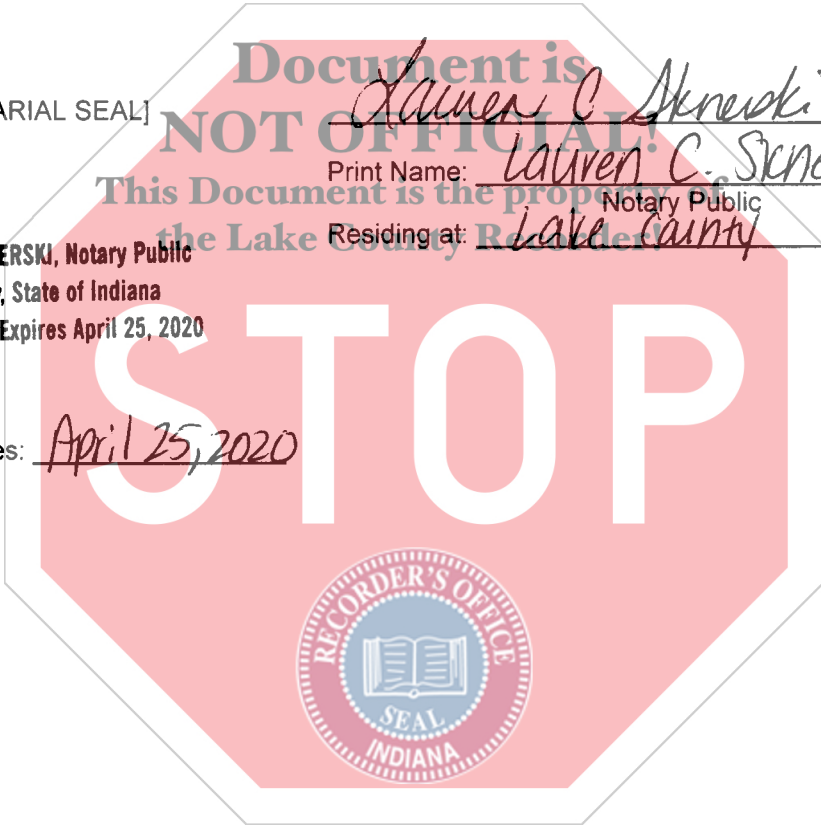 Document is
NOT OFFICIAL!
This Document is the property of
the Lake County Recorder!
ARIAL SEAL]
Lauren C Sknerski
Print Name: Lauren C. Skne
Notary Public
Residing at: Lake County
ERSKI, Notary Public
, State of Indiana
Expires April 25, 2020
es: April 25, 2020
STOP
RECORDER'S OFFICE
SEAL
INDIANA